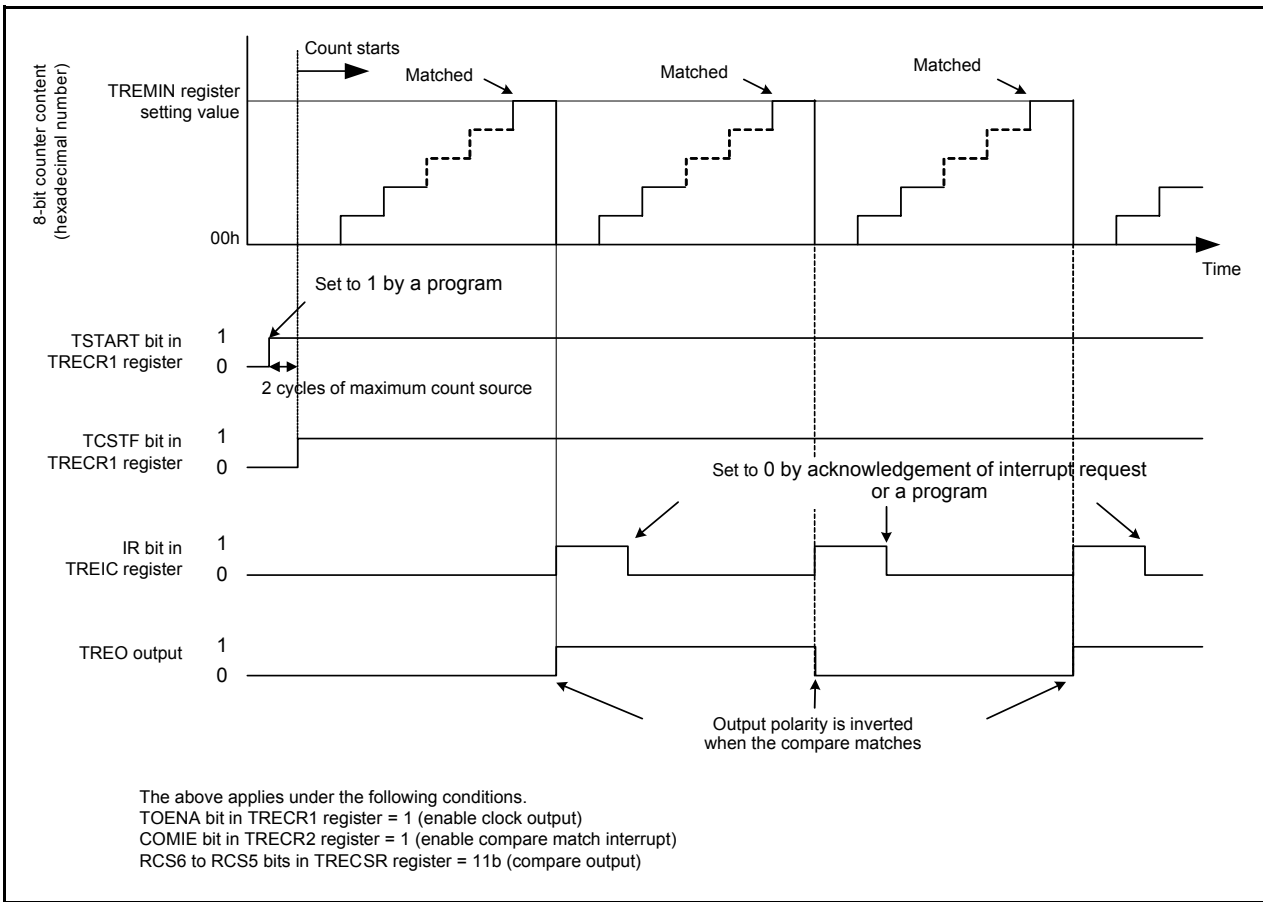 Count starts
Matched
Matched
Matched
TREMIN register
setting value
8-bit counter content
(hexadecimal number)
00h
Time
Set to 1 by a program
TSTART bit in
TRECR1 register
1
0
2 cycles of maximum count source
TCSTF bit in
TRECR1 register
1
0
Set to 0 by acknowledgement of interrupt request
or a program
IR bit in
TREIC register
1
0
TREO output
1
0
Output polarity is inverted
when the compare matches
The above applies under the following conditions.
TOENA bit in TRECR1 register = 1 (enable clock output)
COMIE bit in TRECR2 register = 1 (enable compare match interrupt)
RCS6 to RCS5 bits in TRECSR register = 11b (compare output)